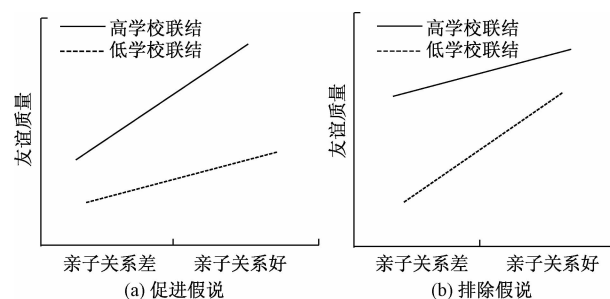 高学校联结
低学校联结
友谊质量
亲子关系差
亲子关系好
(a) 促进假说
高学校联结
低学校联结
友谊质量
亲子关系差
亲子关系好
(b) 排除假说